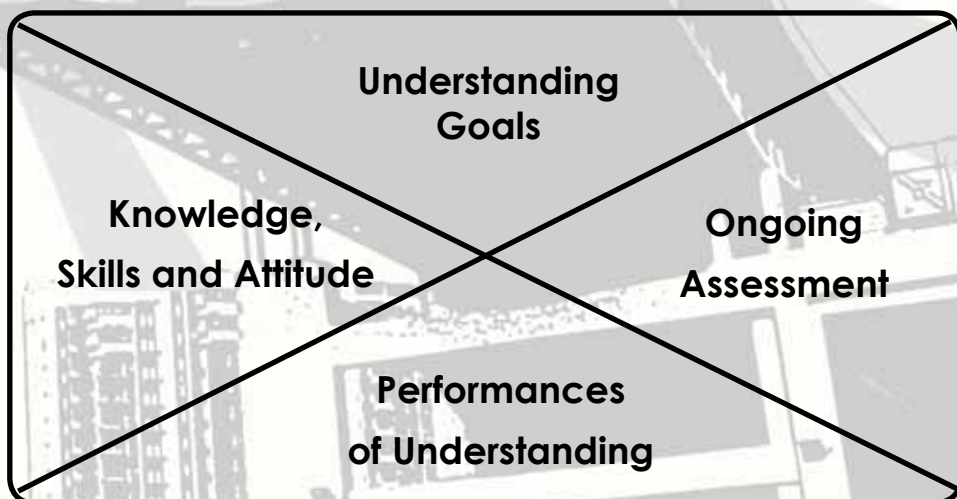 Understanding
Goals
Knowledge,
Skills and Attitude
Ongoing
Assessment
Performances
of Understanding